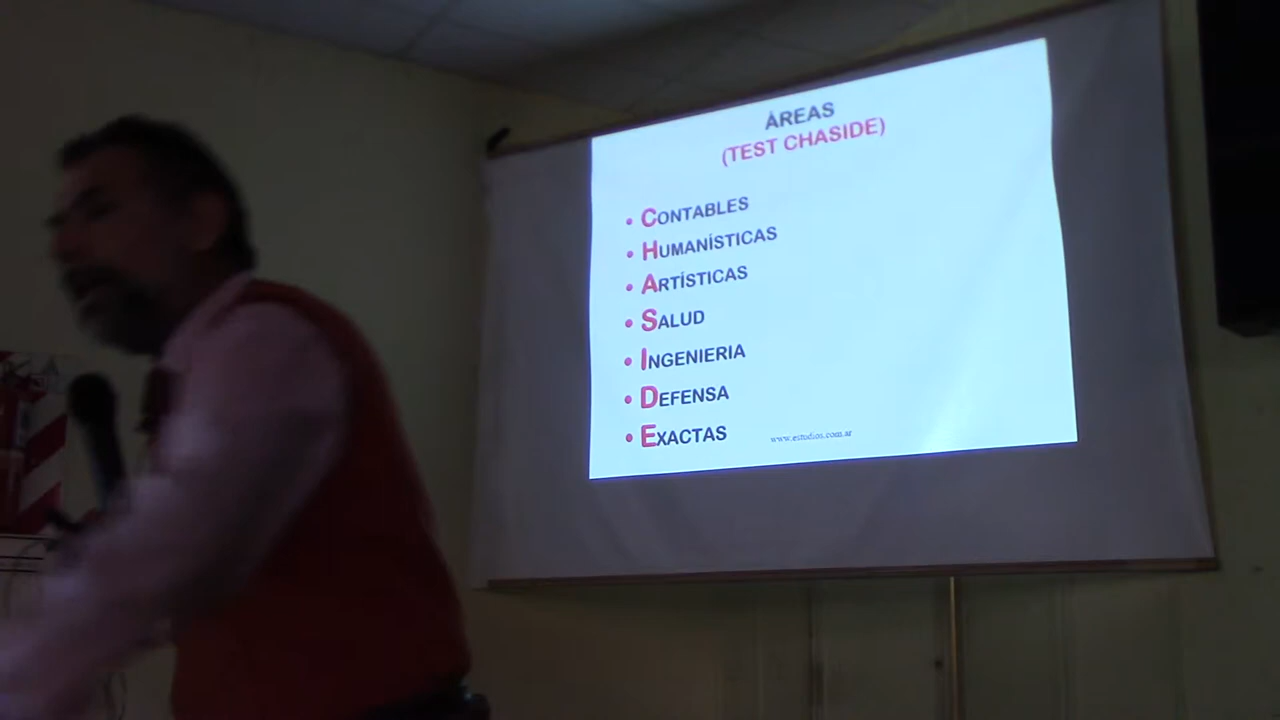 ÁREAS
(TEST CHASIDE)
• CONTABLES
• HUMANÍSTICAS
• ARTÍSTICAS
• SALUD
• INGENIERIA
• DEFENSA
• EXACTAS
www.estudios.com.ar